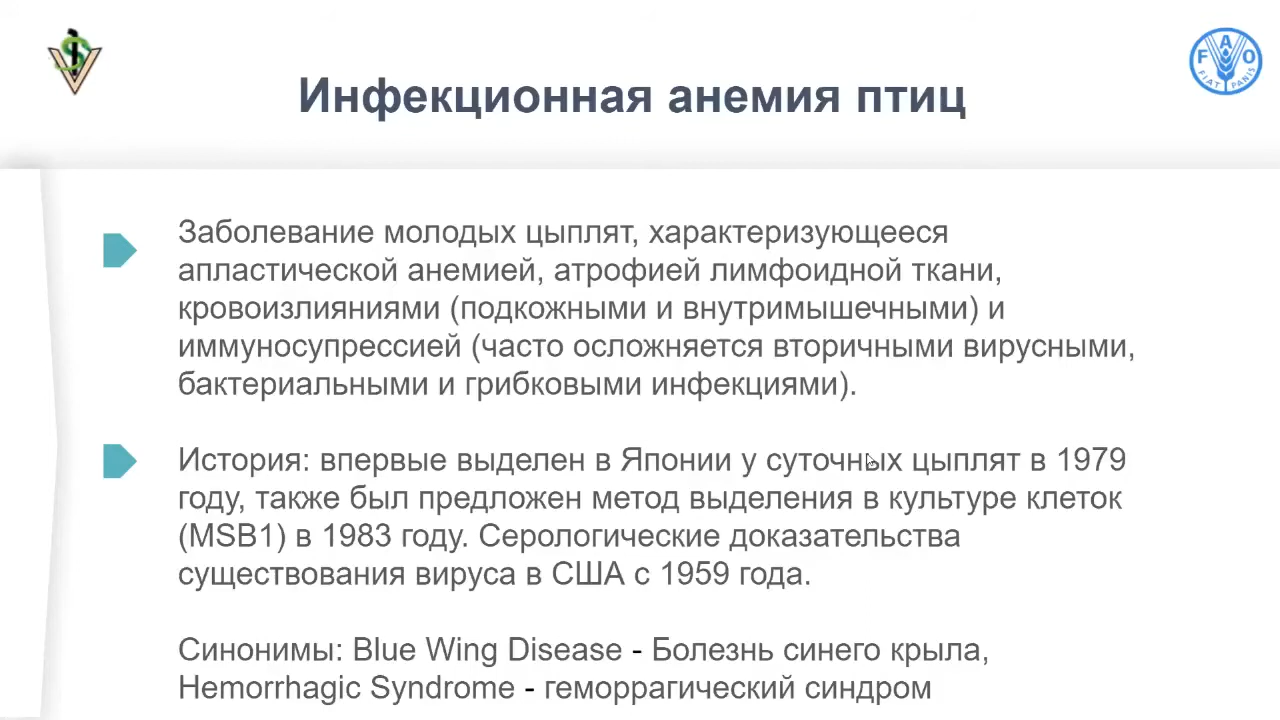 Инфекционная анемия птиц
F A O
FIAT PANIS
Заболевание молодых цыплят, характеризующееся
апластической анемией, атрофией лимфоидной ткани,
кровоизлияниями (подкожными и внутримышечными) и
иммуносупрессией (часто осложняется вторичными вирусными,
бактериальными и грибковыми инфекциями).
История: впервые выделен в Японии у суточных цыплят в 1979
году, также был предложен метод выделения в культуре клеток
(MSB1) в 1983 году. Серологические доказательства
существования вируса в США с 1959 года.
Синонимы: Blue Wing Disease - Болезнь синего крыла,
Hemorrhagic Syndrome - геморрагический синдром